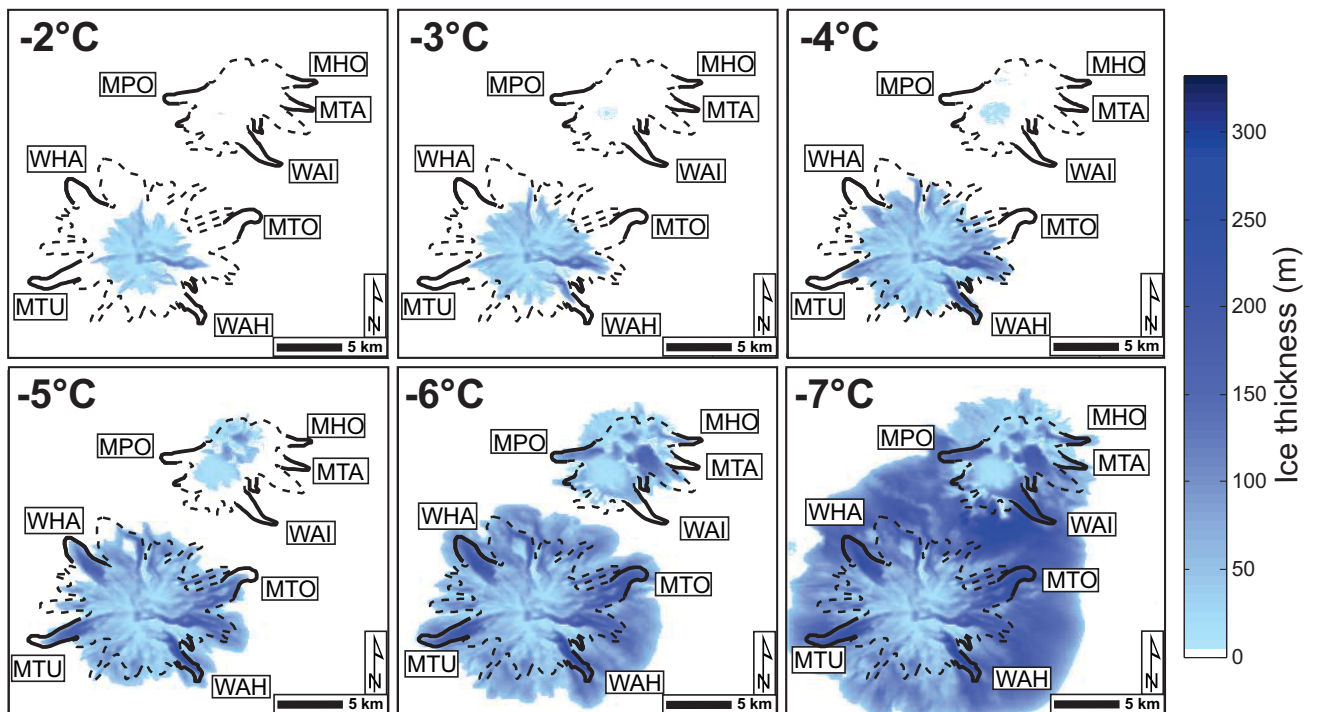 -2°C
MPO
MHO
MTA
WAI
WHA
MTO
MTU
WAH
N
5 km
-3°C
MPO
MHO
MTA
WAI
WHA
MTO
MTU
WAH
N
5 km
-4°C
MPO
MHO
MTA
WAI
WHA
MTO
MTU
WAH
N
5 km
-5°C
MPO
MHO
MTA
WAI
WHA
MTO
MTU
WAH
N
5 km
-6°C
MPO
MHO
MTA
WAI
WHA
MTO
MTU
WAH
N
5 km
-7°C
MPO
MHO
MTA
WAI
WHA
MTO
MTU
WAH
N
5 km
300
250
200
150
100
50
0
Ice thickness (m)